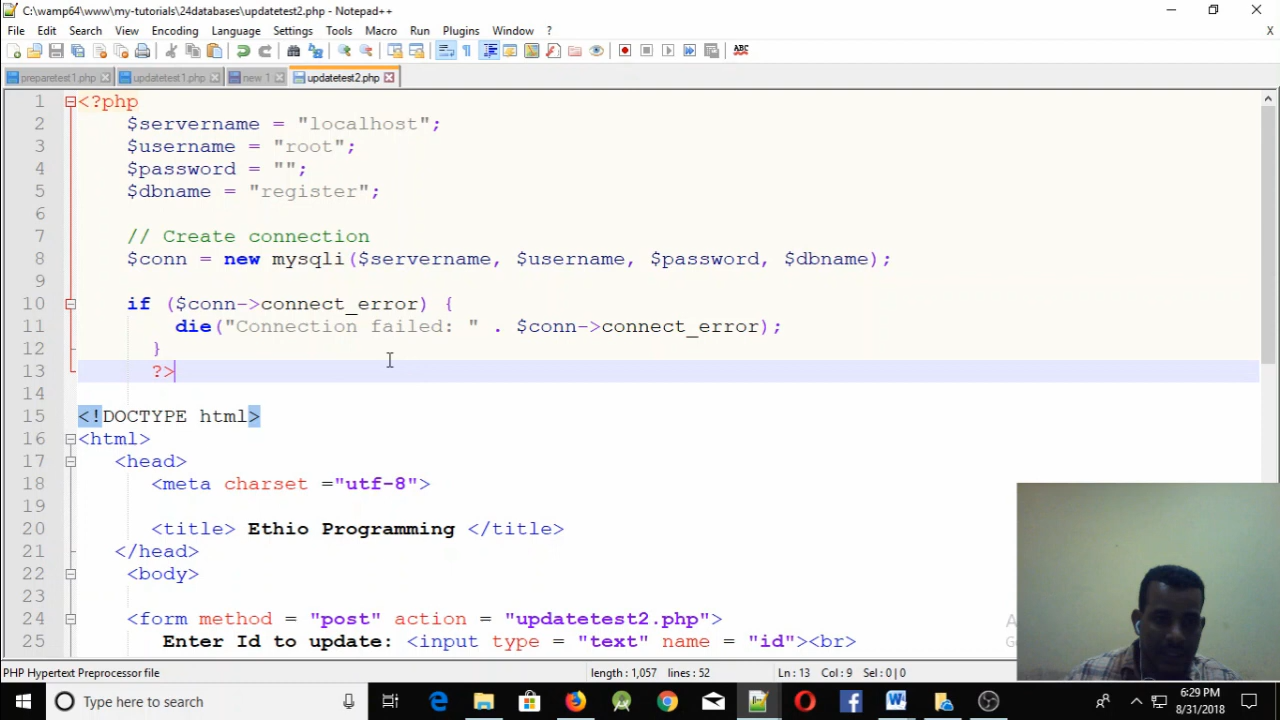 C:\wamp64\www\my-tutorials\24databases\updatetest2.php - Notepad++
File Edit Search View Encoding Language Settings Tools Macro Run Plugins Window ? X
preparetest1.php updatetest1.php new 1 updatetest2.php
1 <?php
2 $servername = "localhost";
3 $username = "root";
4 $password = "";
5 $dbname = "register";
6
7 // Create connection
8 $conn = new mysqli($servername, $username, $password, $dbname);
9
10 if ($conn->connect_error) {
11 die("Connection failed: " . $conn->connect_error);
12 }
13 ?>
14
15 <!DOCTYPE html>
16 <html>
17 <head>
18 <meta charset ="utf-8">
19
20 <title> Ethio Programming </title>
21 </head>
22 <body>
23
24 <form method = "post" action = "updatetest2.php">
25 Enter Id to update: <input type = "text" name = "id"><br>
PHP Hypertext Preprocessor file length : 1,057 lines : 52 Ln : 13 Col : 9 Sel : 0 | 0
Type here to search
6:29 PM
8/31/2018